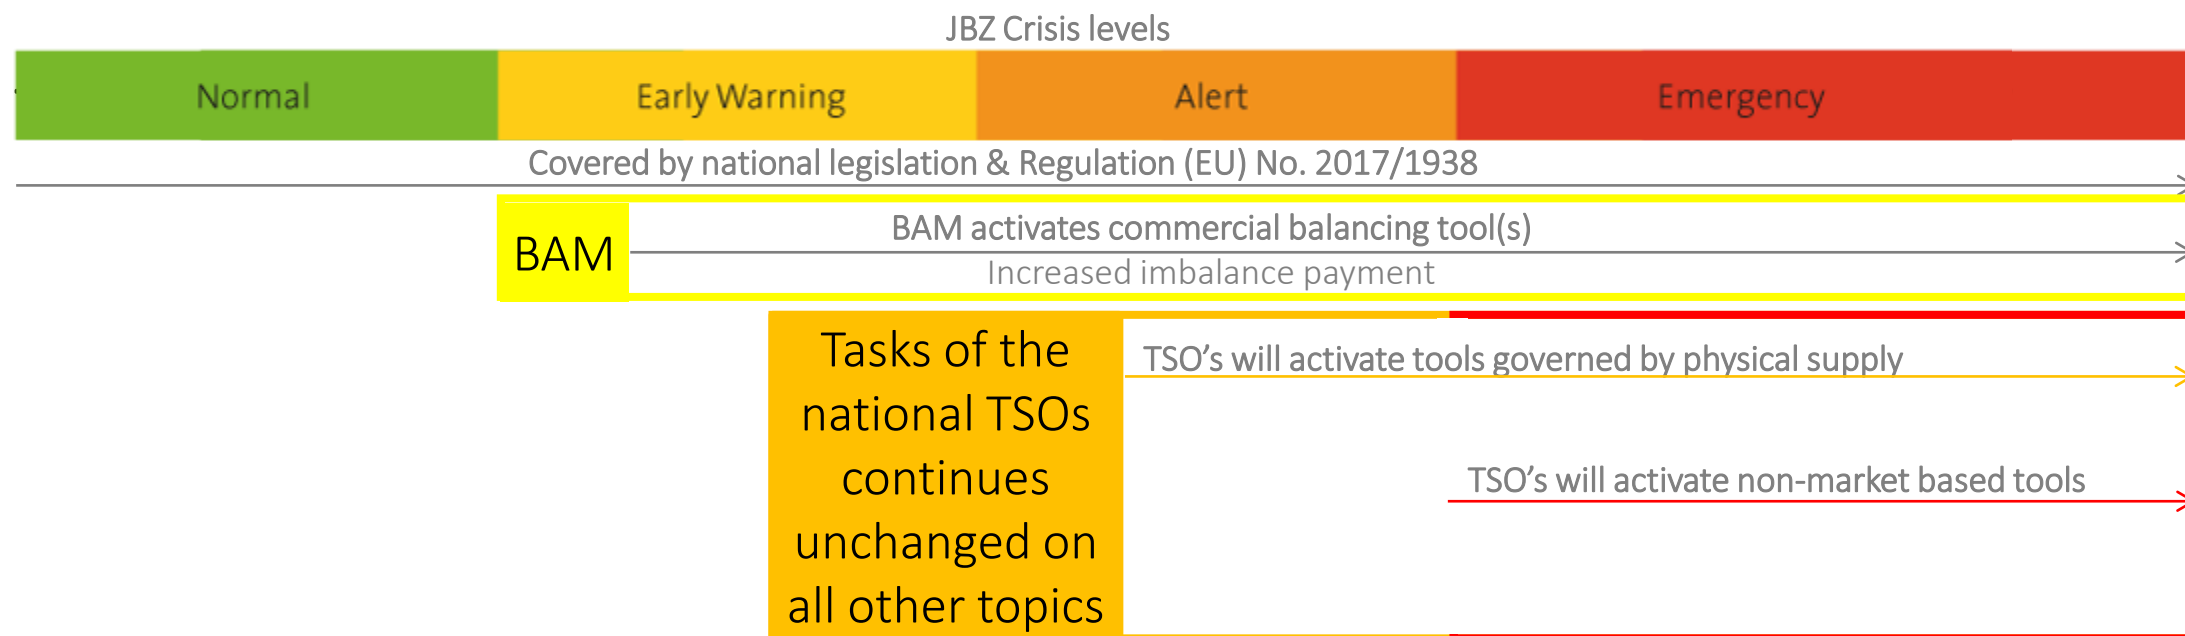 JBZ Crisis levels
Normal Early Warning Alert Emergency
Covered by national legislation & Regulation (EU) No. 2017/1938
BAM activates commercial balancing tool(s)
BAM
Increased imbalance payment
Tasks of the
national TSOs
continues
unchanged on
all other topics
TSO’s will activate tools governed by physical supply
TSO’s will activate non-market based tools